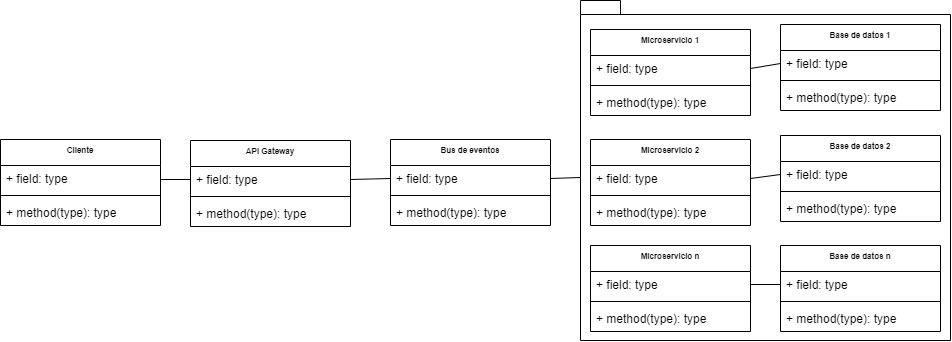 Cliente
+ field: type
+ method(type): type
API Gateway
+ field: type
+ method(type): type
Bus de eventos
+ field: type
+ method(type): type
Microservicio 1
+ field: type
+ method(type): type
Base de datos 1
+ field: type
+ method(type): type
Microservicio 2
+ field: type
+ method(type): type
Base de datos 2
+ field: type
+ method(type): type
Microservicio n
+ field: type
+ method(type): type
Base de datos n
+ field: type
+ method(type): type